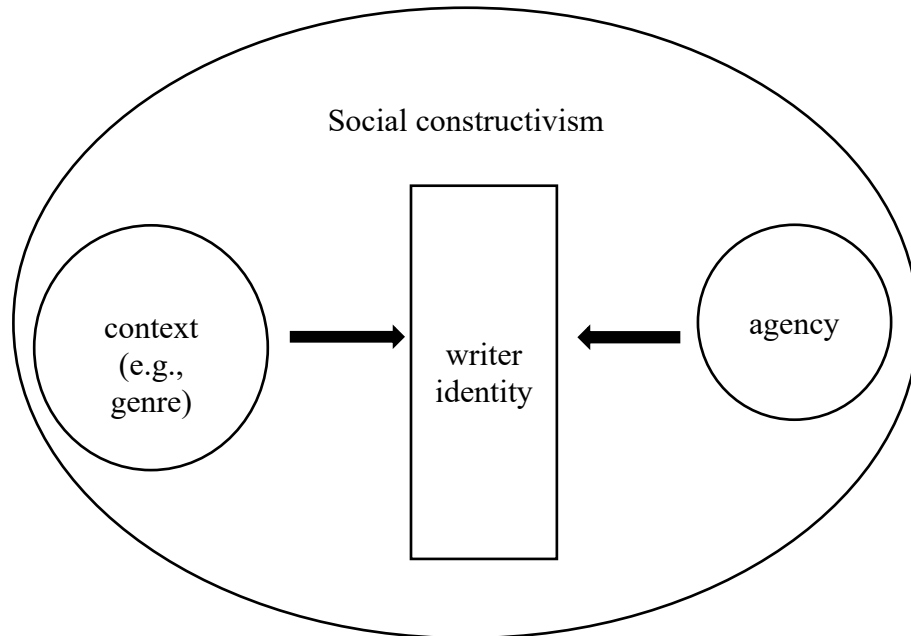 Social constructivism
context
(e.g.,
genre)
writer
identity
agency